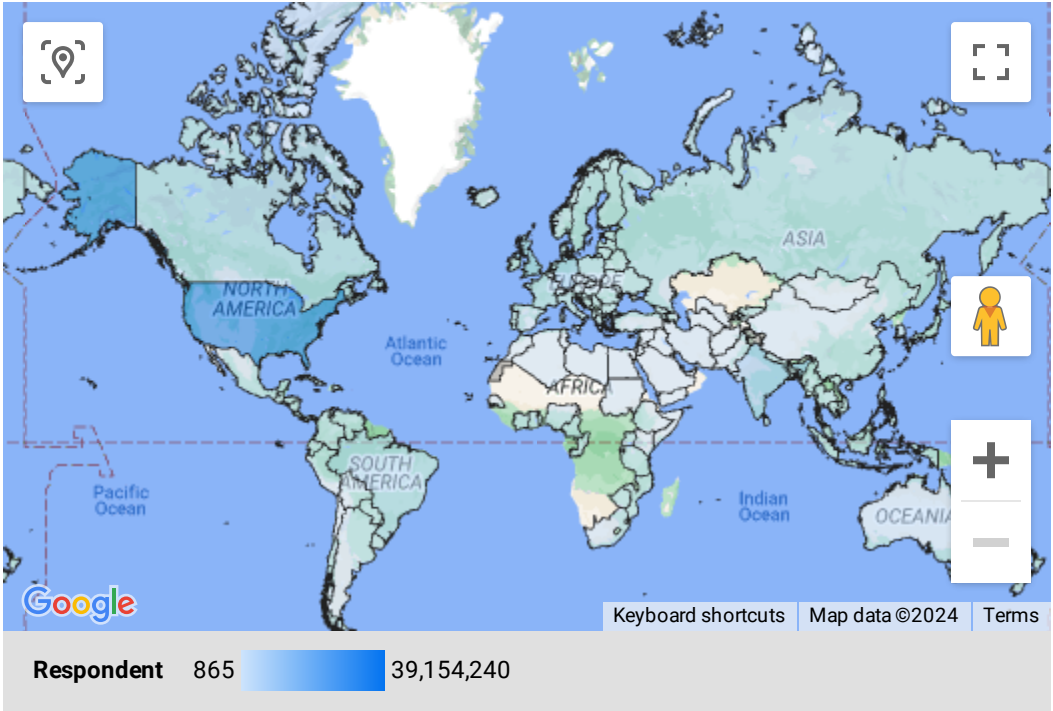 ASIA
NORTH
AMERICA
EUROPE
Atlantic
Ocean
AFRICA
SOUTH
AMERICA
Pacific
Ocean
Indian
Ocean
OCEANIA
Google
Keyboard shortcuts
Map data ©2024
Terms
Respondent 865 39,154,240